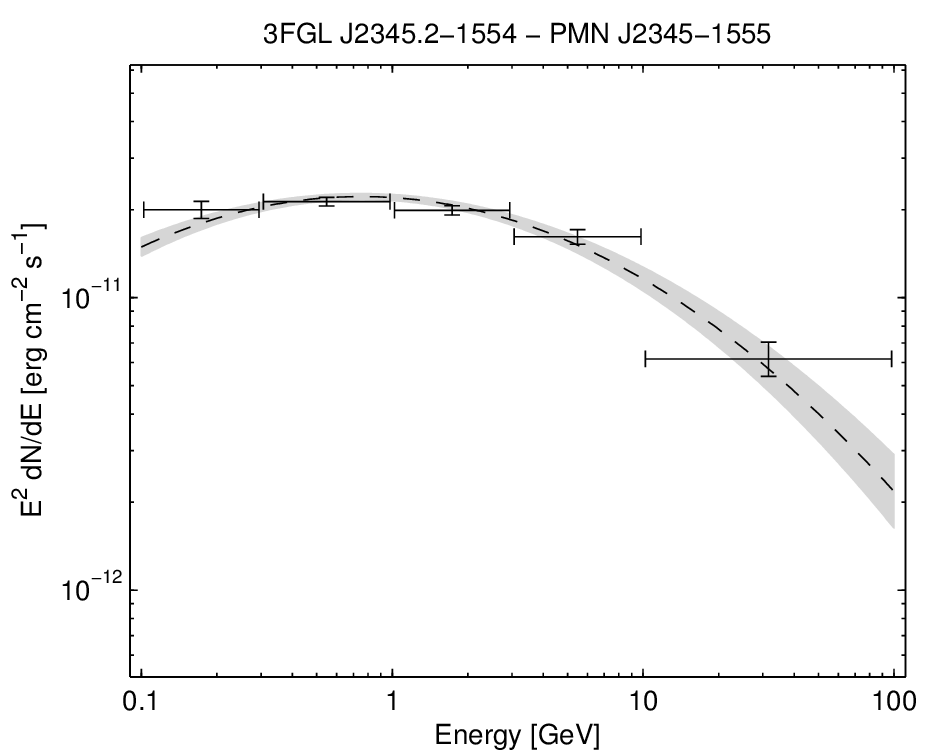 3FGL J2345.2−1554 − PMN J2345−1555
E² dN/dE [erg cm⁻² s⁻¹]
10⁻¹¹
10⁻¹²
0.1 1 10 100
Energy [GeV]